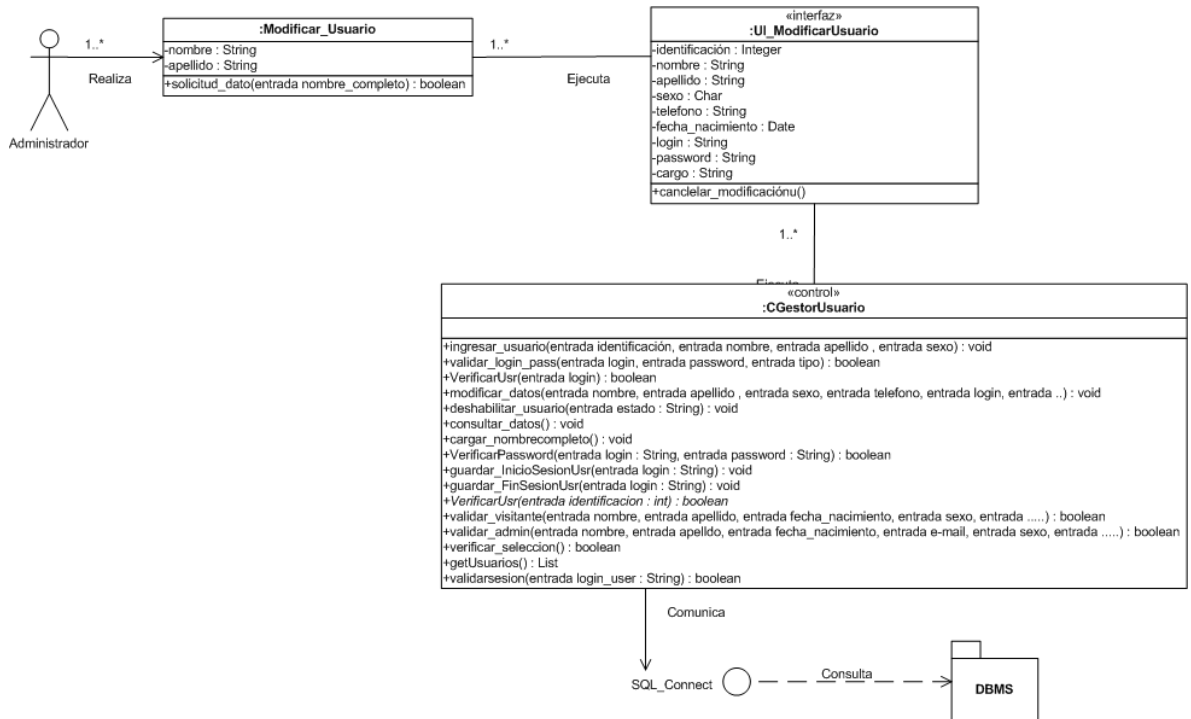 :Modificar_Usuario
-nombre : String
-apellido : String
+solicitud_dato(entrada nombre_completo) : boolean
1..*
Realiza
Administrador
1..*
Ejecuta
«interfaz»
:UI_ModificarUsuario
-identificación : Integer
-nombre : String
-apellido : String
-sexo : Char
-telefono : String
-fecha_nacimiento : Date
-login : String
-password : String
-cargo : String
+canclelar_modificaciónu()
1..*
Ejecuta
«control»
:CGestorUsuario
+ingresar_usuario(entrada identificación, entrada nombre, entrada apellido , entrada sexo) : void
+validar_login_pass(entrada login, entrada password, entrada tipo) : boolean
+VerificarUsr(entrada login) : boolean
+modificar_datos(entrada nombre, entrada apellido , entrada sexo, entrada telefono, entrada login, entrada ..) : void
+deshabilitar_usuario(entrada estado : String) : void
+consultar_datos() : void
+cargar_nombrecompleto() : void
+VerificarPassword(entrada login : String, entrada password : String) : boolean
+guardar_InicioSesionUsr(entrada login : String) : void
+guardar_FinSesionUsr(entrada login : String) : void
+VerificarUsr(entrada identificacion : int) : boolean
+validar_visitante(entrada nombre, entrada apellido, entrada fecha_nacimiento, entrada sexo, entrada .....) : boolean
+validar_admin(entrada nombre, entrada apelldo, entrada fecha_nacimiento, entrada e-mail, entrada sexo, entrada .....) : boolean
+verificar_seleccion() : boolean
+getUsuarios() : List
+validarsesion(entrada login_user : String) : boolean
Comunica
SQL_Connect
Consulta
DBMS